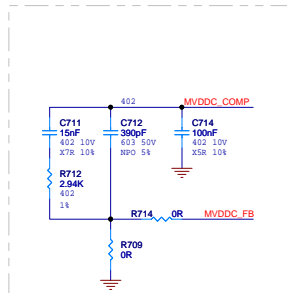 402
MVDDC_COMP
C711
15nF
402 10V
X7R 10%
C712
390pF
603 50V
NPO 5%
C714
100nF
402 10V
X5R 10%
R712
2.94K
402
1%
R714 0R
MVDDC_FB
R709
0R